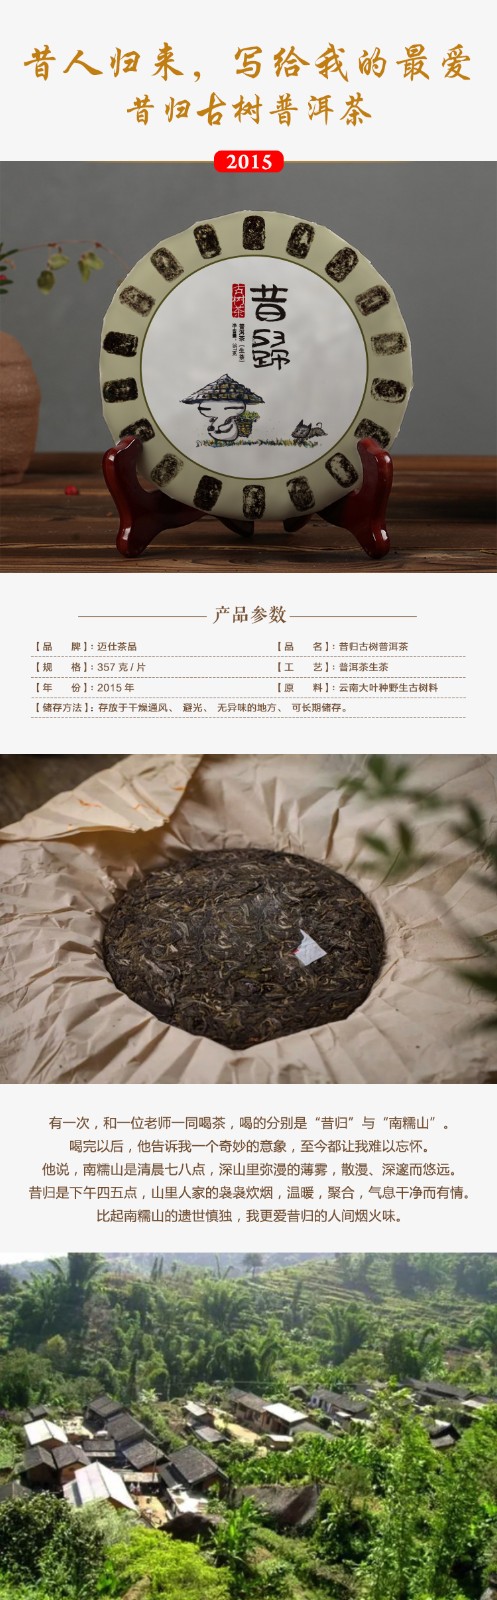 昔人归来，写给我的最爱
昔归古树普洱茶
2015
古树茶
昔歸
普洱茶（生茶）
产品参数
【品　牌】：迈仕茶品　【品　名】：昔归古树普洱茶
【规　格】：357 克 / 片　【工　艺】：普洱茶生茶
【年　份】：2015 年　【原　料】：云南大叶种野生古树料
【储存方法】：存放于干燥通风、避光、无异味的地方、可长期储存。
有一次，和一位老师一同喝茶，喝的分别是“昔归”与“南糯山”。
喝完以后，他告诉我一个奇妙的意象，至今都让我难以忘怀。
他说，南糯山是清晨七八点，深山里弥漫的薄雾，散漫、深邃而悠远。
昔归是下午四五点，山里人家的袅袅炊烟，温暖，聚合，气息干净而有情。
比起南糯山的遗世慎独，我更爱昔归的人间烟火味。